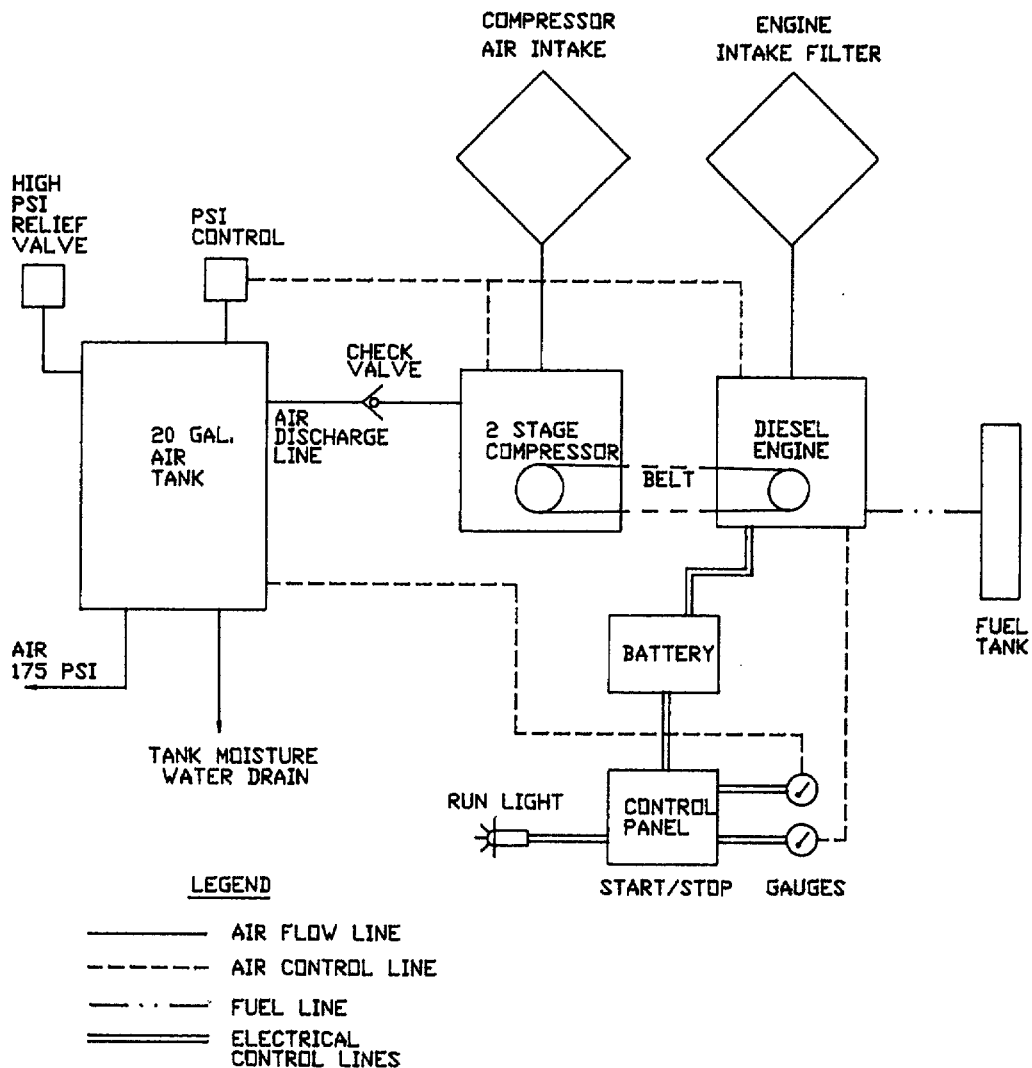 COMPRESSOR
AIR INTAKE
ENGINE
INTAKE FILTER
HIGH
PSI
RELIEF
VALVE
PSI
CONTROL
CHECK
VALVE
20 GAL.
AIR
TANK
AIR
DISCHARGE
LINE
2 STAGE
COMPRESSOR
BELT
DIESEL
ENGINE
FUEL
TANK
AIR
175 PSI
BATTERY
TANK MOISTURE
WATER DRAIN
RUN LIGHT
CONTROL
PANEL
START/STOP
GAUGES
LEGEND
AIR FLOW LINE
AIR CONTROL LINE
FUEL LINE
ELECTRICAL
CONTROL LINES